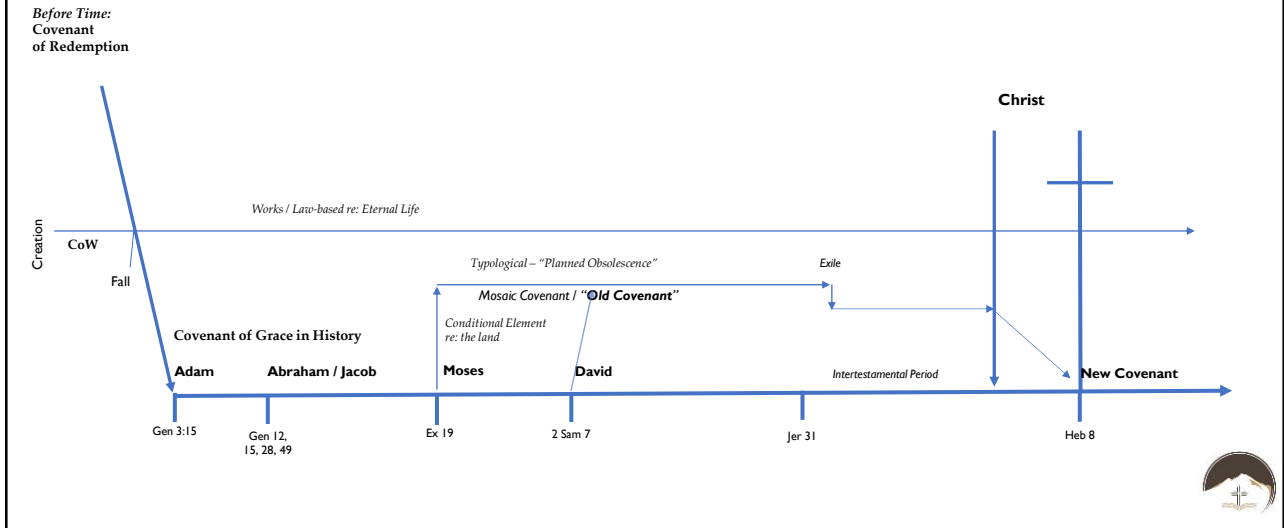 Before Time:
Covenant
of Redemption
Christ
Works / Law-based re: Eternal Life
Creation
CoW
Fall
Typological – “Planned Obsolescence”
Exile
Mosaic Covenant / “Old Covenant”
Conditional Element
re: the land
Covenant of Grace in History
Adam
Abraham / Jacob
Moses
David
Intertestamental Period
New Covenant
Gen 3:15
Gen 12,
15, 28, 49
Ex 19
2 Sam 7
Jer 31
Heb 8